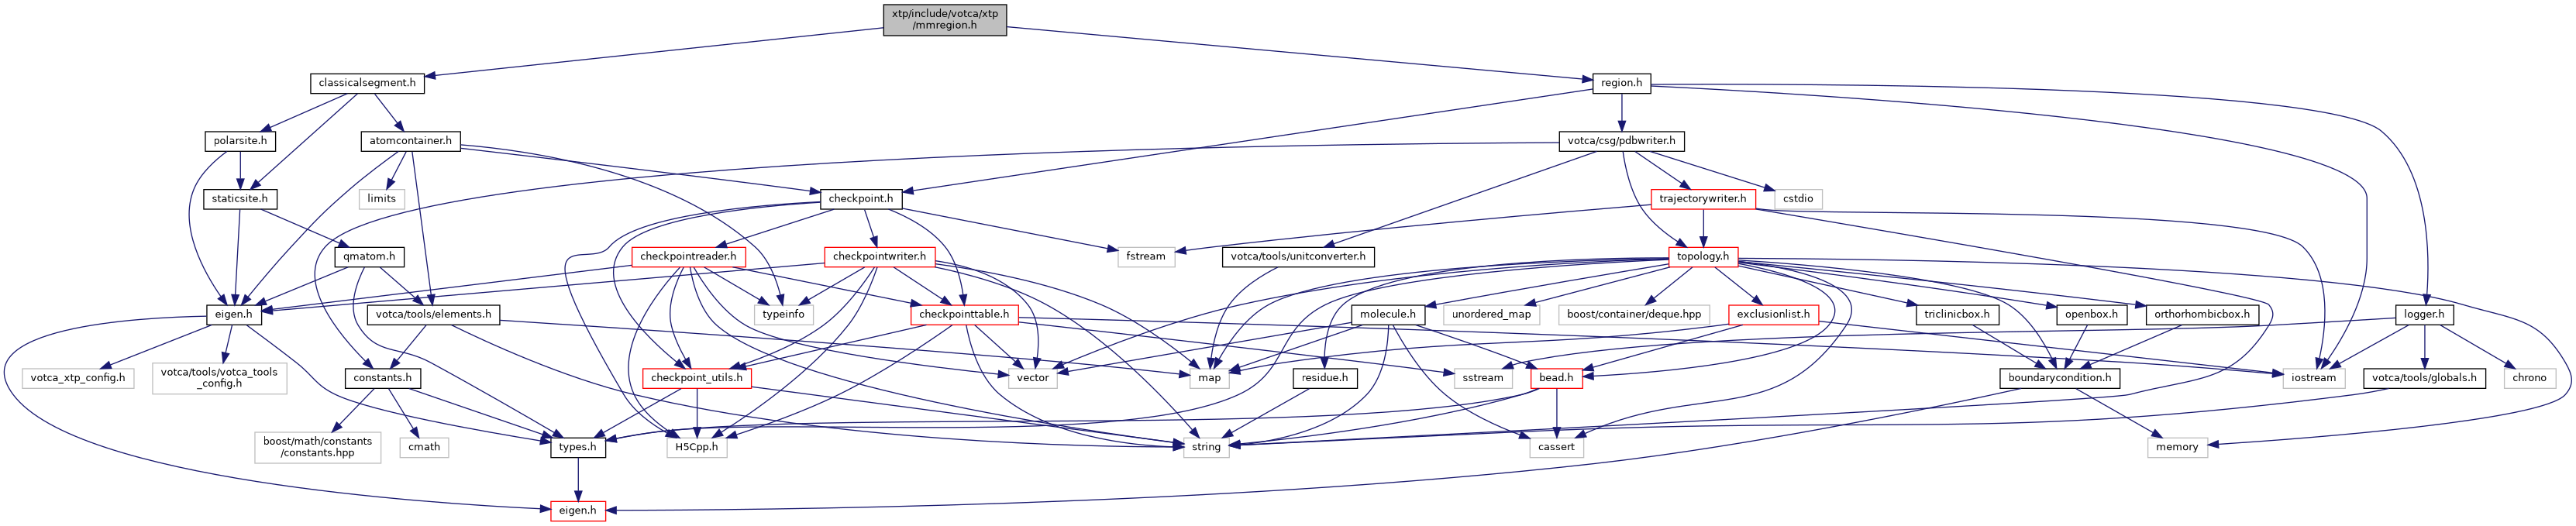 xtp/include/votca/xtp
/mmregion.h
classicalsegment.h
region.h
polarsite.h
atomcontainer.h
votca/csg/pdbwriter.h
staticsite.h
limits
checkpoint.h
trajectorywriter.h
cstdio
qmatom.h
checkpointreader.h
checkpointwriter.h
fstream
votca/tools/unitconverter.h
topology.h
eigen.h
votca/tools/elements.h
typeinfo
checkpointtable.h
molecule.h
unordered_map
boost/container/deque.hpp
exclusionlist.h
triclinicbox.h
openbox.h
orthorhombicbox.h
logger.h
votca_xtp_config.h
votca/tools/votca_tools
_config.h
constants.h
checkpoint_utils.h
vector
map
residue.h
sstream
bead.h
boundarycondition.h
iostream
votca/tools/globals.h
chrono
boost/math/constants
/constants.hpp
cmath
types.h
H5Cpp.h
string
cassert
memory
eigen.h